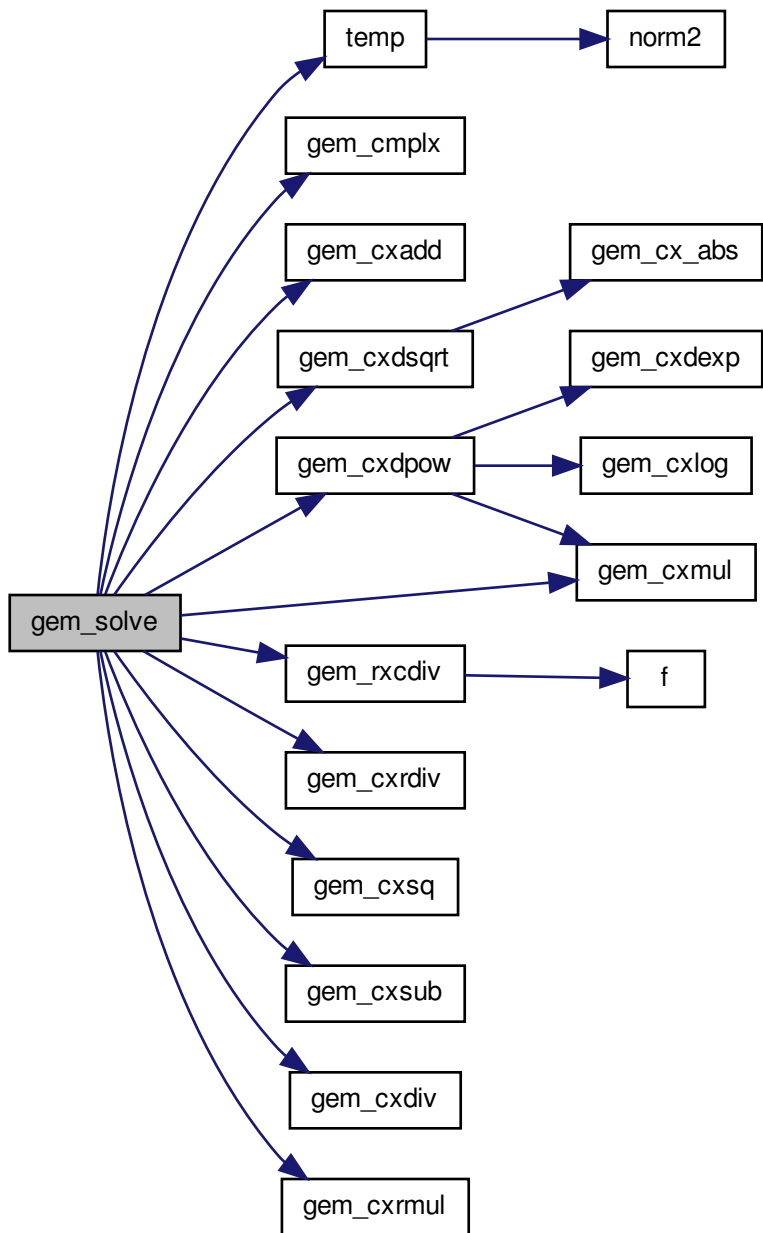 temp
norm2
gem_cmplx
gem_cxadd
gem_cx_abs
gem_cxdsqrt
gem_cxdexp
gem_cxdpow
gem_cxlog
gem_cxmul
gem_solve
gem_rxcdiv
f
gem_cxrdiv
gem_cxsq
gem_cxsub
gem_cxdiv
gem_cxrmul